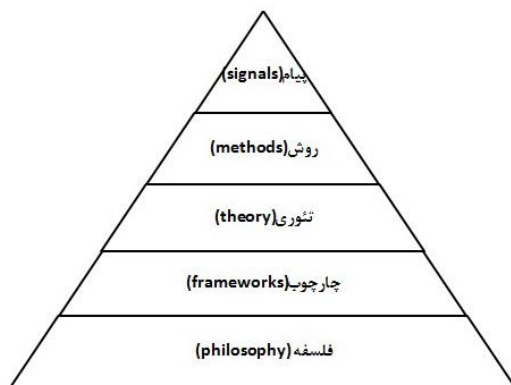 پیام(signals)
روش(methods)
تئوری(theory)
چارچوب(frameworks)
فلسفه(philosophy)